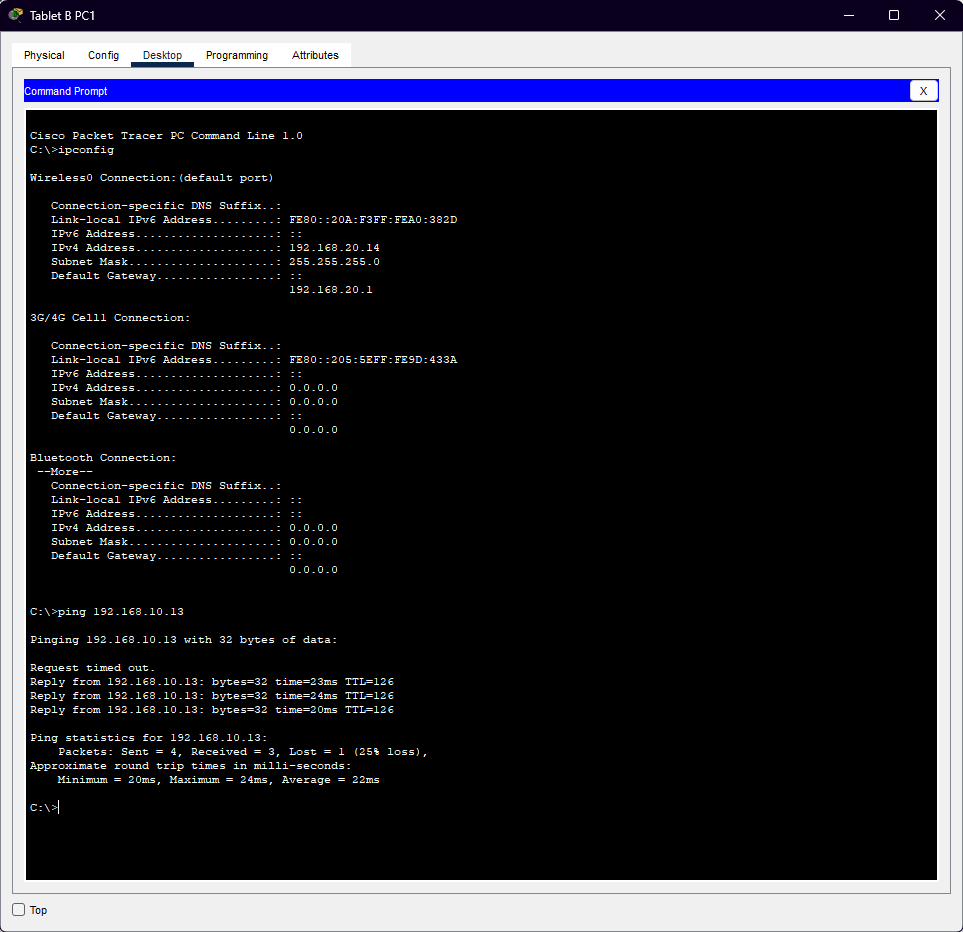 Tablet B PC1
Physical Config Desktop Programming Attributes
Command Prompt X
Cisco Packet Tracer PC Command Line 1.0
C:\>ipconfig
Wireless0 Connection:(default port)
Connection-specific DNS Suffix..:
Link-local IPv6 Address.........: FE80::20A:F3FF:FEA0:382D
IPv6 Address....................: ::
IPv4 Address....................: 192.168.20.14
Subnet Mask.....................: 255.255.255.0
Default Gateway.................: ::
192.168.20.1
3G/4G Cell1 Connection:
Connection-specific DNS Suffix..:
Link-local IPv6 Address.........: FE80::205:5EFF:FE9D:433A
IPv6 Address....................: ::
IPv4 Address....................: 0.0.0.0
Subnet Mask.....................: 0.0.0.0
Default Gateway.................: ::
0.0.0.0
Bluetooth Connection:
--More--
Connection-specific DNS Suffix..:
Link-local IPv6 Address.........: ::
IPv6 Address....................: ::
IPv4 Address....................: 0.0.0.0
Subnet Mask.....................: 0.0.0.0
Default Gateway.................: ::
0.0.0.0
C:\>ping 192.168.10.13
Pinging 192.168.10.13 with 32 bytes of data:
Request timed out.
Reply from 192.168.10.13: bytes=32 time=23ms TTL=126
Reply from 192.168.10.13: bytes=32 time=24ms TTL=126
Reply from 192.168.10.13: bytes=32 time=20ms TTL=126
Ping statistics for 192.168.10.13:
Packets: Sent = 4, Received = 3, Lost = 1 (25% loss),
Approximate round trip times in milli-seconds:
Minimum = 20ms, Maximum = 24ms, Average = 22ms
C:\>
Top